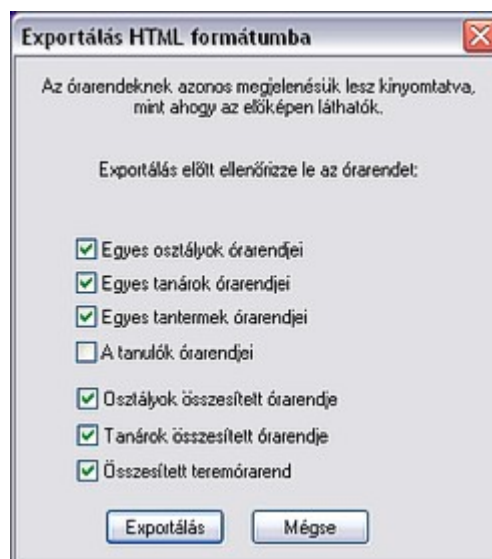 Exportálás HTML formátumba
Az órarendeknek azonos megjelenésük lesz kinyomtatva,
mint ahogy az előképen láthatók.
Exportálás előtt ellenőrizze le az órarendet:
Egyes osztályok órarendjei
Egyes tanárok órarendjei
Egyes tantermek órarendjei
A tanulók órarendjei
Osztályok összesített órarendje
Tanárok összesített órarendje
Összesített teremórarend
Exportálás
Mégse